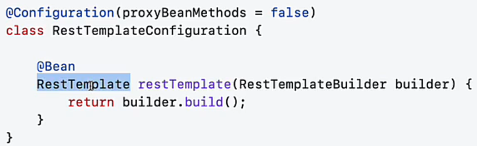 @Configuration(proxyBeanMethods = false)
class RestTemplateConfiguration {
@Bean
RestTemplate restTemplate(RestTemplateBuilder builder) {
return builder.build();
}
}